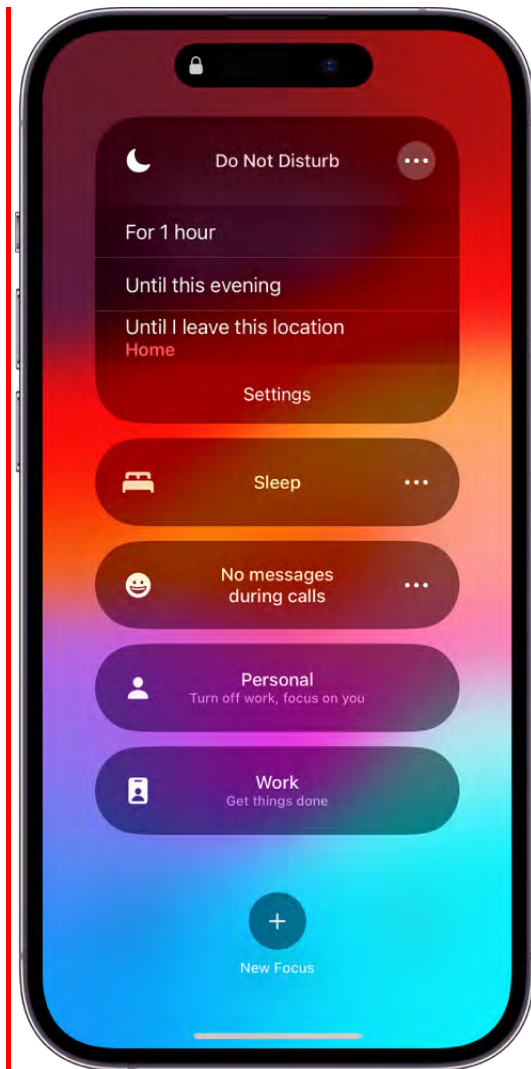 Do Not Disturb
For 1 hour
Until this evening
Until I leave this location
Home
Settings
Sleep
No messages
during calls
Personal
Turn off work, focus on you
Work
Get things done
New Focus